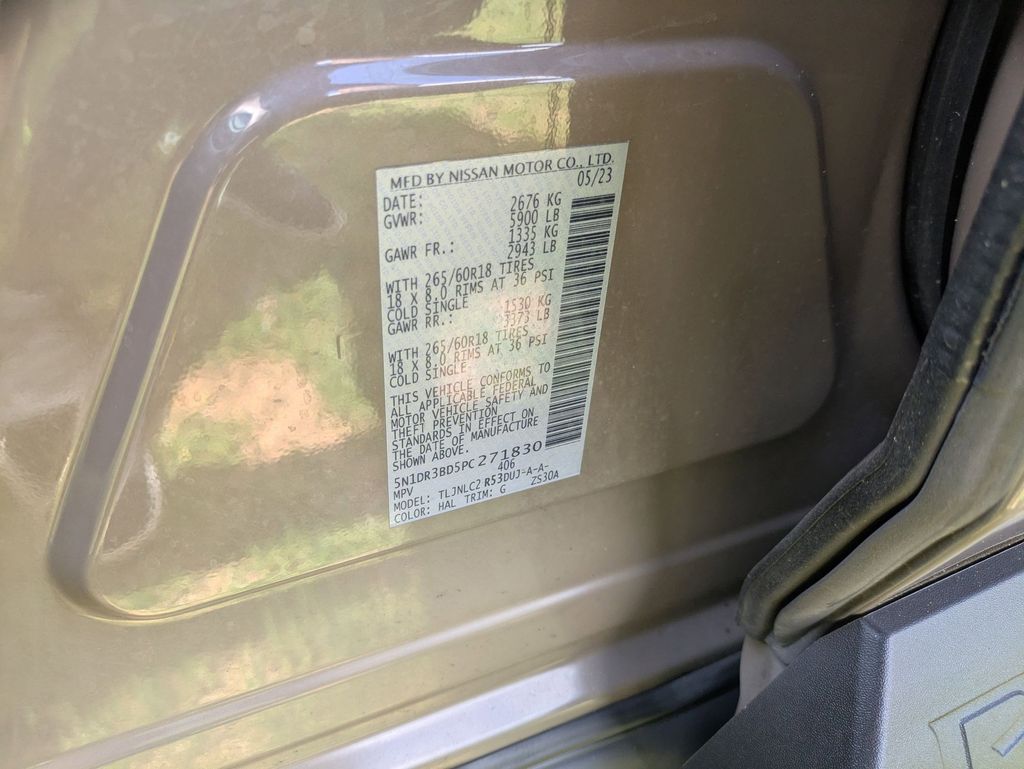 MFD BY NISSAN MOTOR CO., LTD.
DATE: 05/23
GVWR: 2676 KG
5900 LB
GAWR FR.: 1335 KG
2943 LB
WITH 265/60R18 TIRES
18 X 8.0 RIMS AT 36 PSI
COLD SINGLE
GAWR RR.: 1530 KG
3373 LB
WITH 265/60R18 TIRES
18 X 8.0 RIMS AT 36 PSI
COLD SINGLE
THIS VEHICLE CONFORMS TO
ALL APPLICABLE FEDERAL
MOTOR VEHICLE SAFETY AND
THEFT PREVENTION
STANDARDS IN EFFECT ON
THE DATE OF MANUFACTURE
SHOWN ABOVE.
5N1DR3BD5PC271830
MPV 406
MODEL: TLJNLC2 R53DUJ-A-A-
COLOR: HAL TRIM: G ZS30A